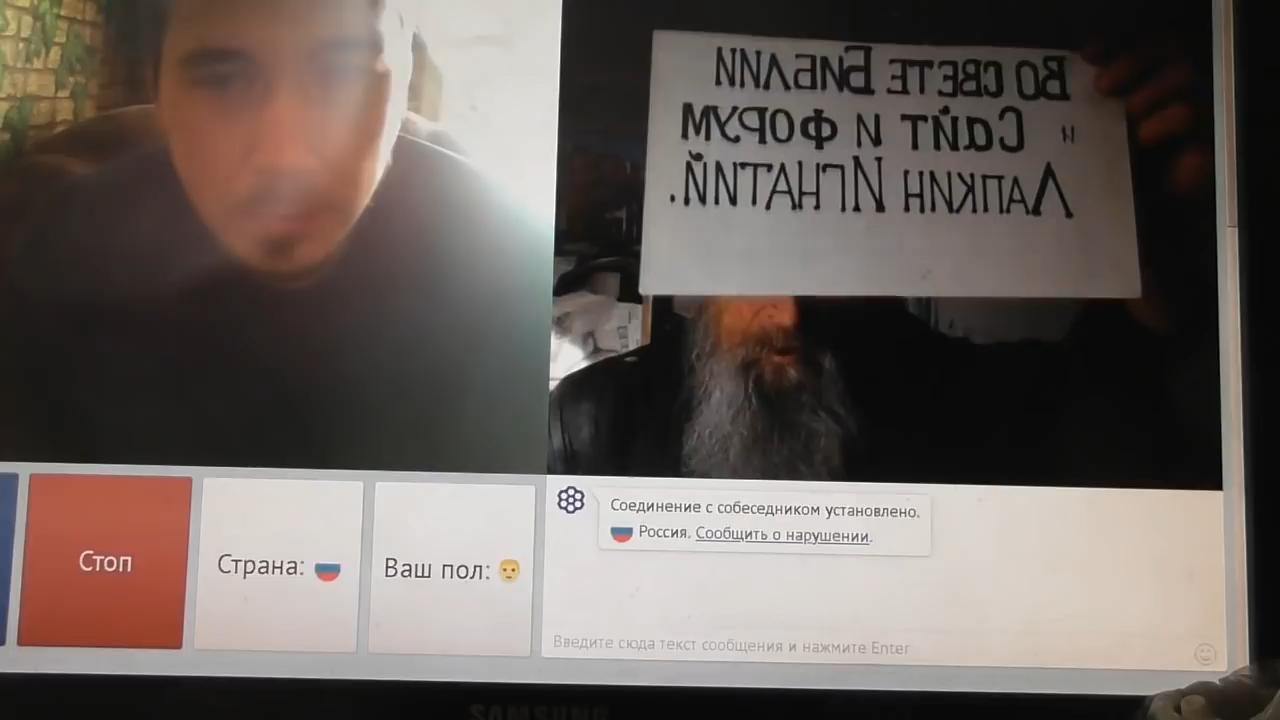 Во свете Библии
и Сайт и форум
Лапкин Игнатий.
Соединение с собеседником установлено.
Россия. Сообщить о нарушении.
Стоп
Страна:
Ваш пол:
Введите сюда текст сообщения и нажмите Enter
SAMSUNG